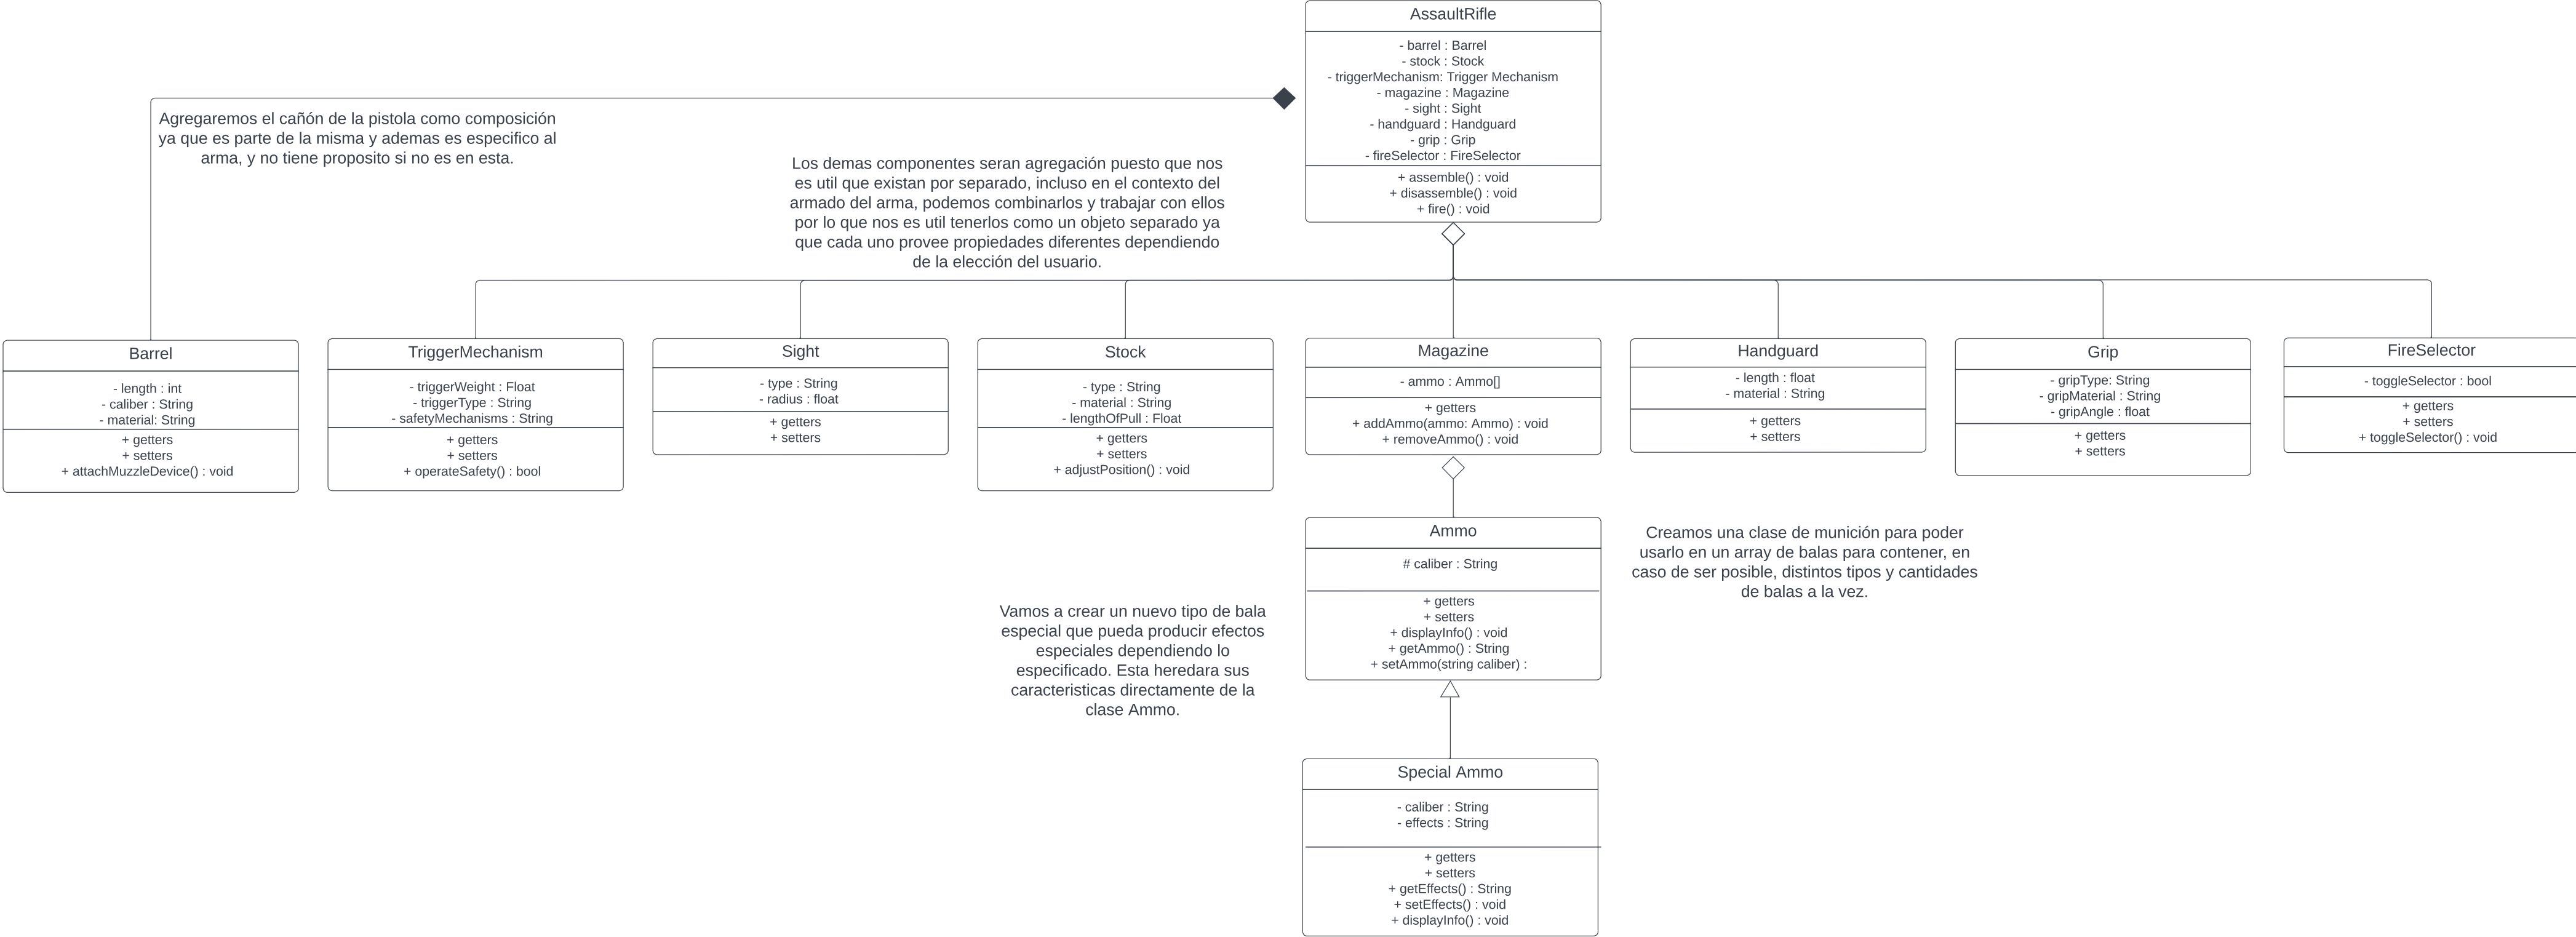 AssaultRifle
- barrel : Barrel
- stock : Stock
- triggerMechanism: Trigger Mechanism
- magazine : Magazine
- sight : Sight
- handguard : Handguard
- grip : Grip
- fireSelector : FireSelector
+ assemble() : void
+ disassemble() : void
+ fire() : void
Agregaremos el cañón de la pistola como composición
ya que es parte de la misma y ademas es especifico al
arma, y no tiene proposito si no es en esta.
Los demas componentes seran agregación puesto que nos
es util que existan por separado, incluso en el contexto del
armado del arma, podemos combinarlos y trabajar con ellos
por lo que nos es util tenerlos como un objeto separado ya
que cada uno provee propiedades diferentes dependiendo
de la elección del usuario.
Barrel
- length : int
- caliber : String
- material: String
+ getters
+ setters
+ attachMuzzleDevice() : void
TriggerMechanism
- triggerWeight : Float
- triggerType : String
- safetyMechanisms : String
+ getters
+ setters
+ operateSafety() : bool
Sight
- type : String
- radius : float
+ getters
+ setters
Stock
- type : String
- material : String
- lengthOfPull : Float
+ getters
+ setters
+ adjustPosition() : void
Magazine
- ammo : Ammo[]
+ getters
+ addAmmo(ammo: Ammo) : void
+ removeAmmo() : void
Handguard
- length : float
- material : String
+ getters
+ setters
Grip
- gripType: String
- gripMaterial : String
- gripAngle : float
+ getters
+ setters
FireSelector
- toggleSelector : bool
+ getters
+ setters
+ toggleSelector() : void
Ammo
# caliber : String
+ getters
+ setters
+ displayInfo() : void
+ getAmmo() : String
+ setAmmo(string caliber) :
Creamos una clase de munición para poder
usarlo en un array de balas para contener, en
caso de ser posible, distintos tipos y cantidades
de balas a la vez.
Vamos a crear un nuevo tipo de bala
especial que pueda producir efectos
especiales dependiendo lo
especificado. Esta heredara sus
caracteristicas directamente de la
clase Ammo.
Special Ammo
- caliber : String
- effects : String
+ getters
+ setters
+ getEffects() : String
+ setEffects() : void
+ displayInfo() : void